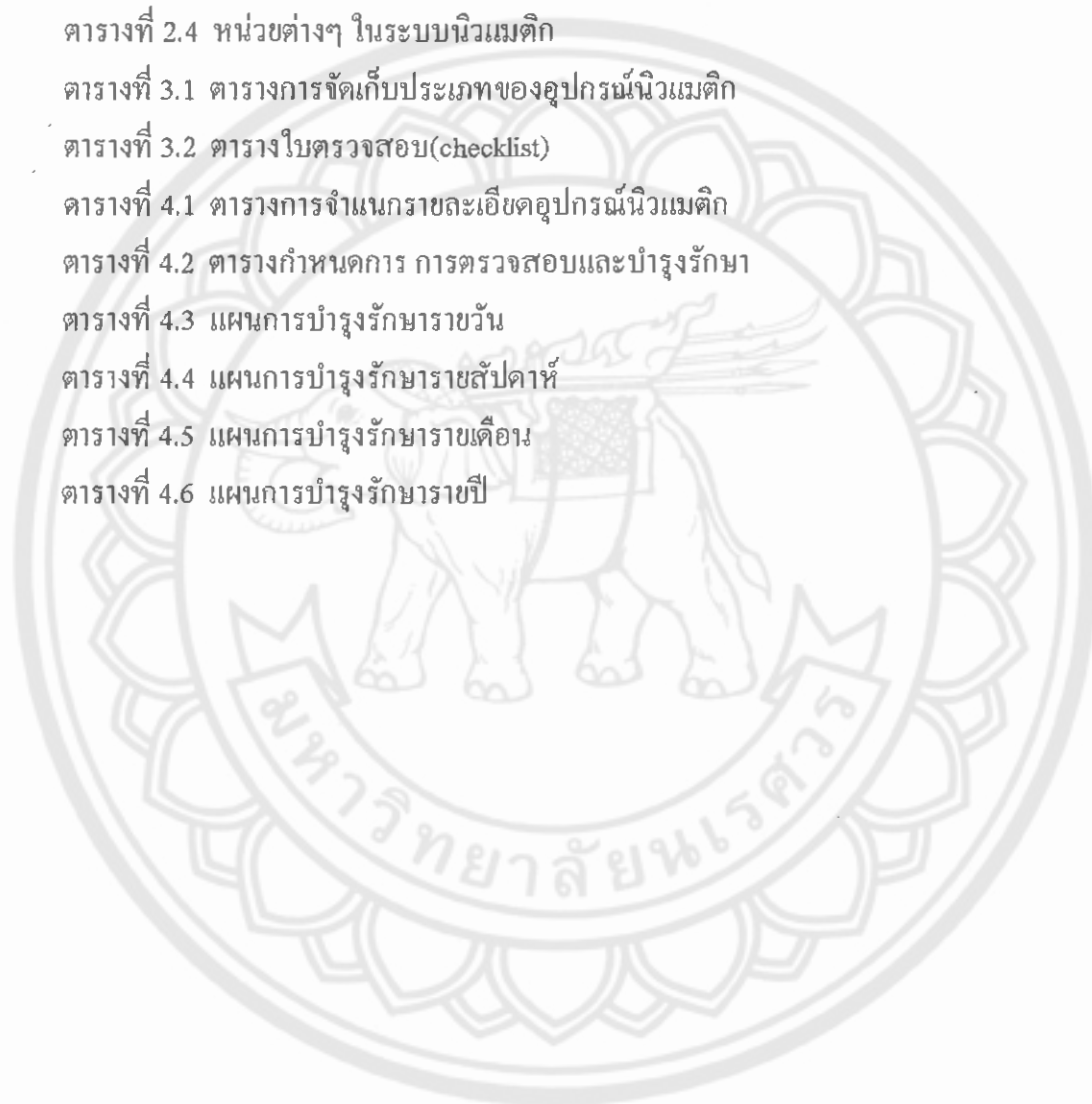 ตารางที่ 2.4 หน่วยต่างๆ ในระบบนิวแมติก
ตารางที่ 3.1 ตารางการจัดเก็บประเภทของอุปกรณ์นิวแมติก
ตารางที่ 3.2 ตารางใบตรวจสอบ(checklist)
ตารางที่ 4.1 ตารางการจำแนกรายละเอียดอุปกรณ์นิวแมติก
ตารางที่ 4.2 ตารางกำหนดการ การตรวจสอบและบำรุงรักษา
ตารางที่ 4.3 แผนการบำรุงรักษารายวัน
ตารางที่ 4.4 แผนการบำรุงรักษารายสัปดาห์
ตารางที่ 4.5 แผนการบำรุงรักษารายเดือน
ตารางที่ 4.6 แผนการบำรุงรักษารายปี
มหาวิทยาลัยนเรศวร